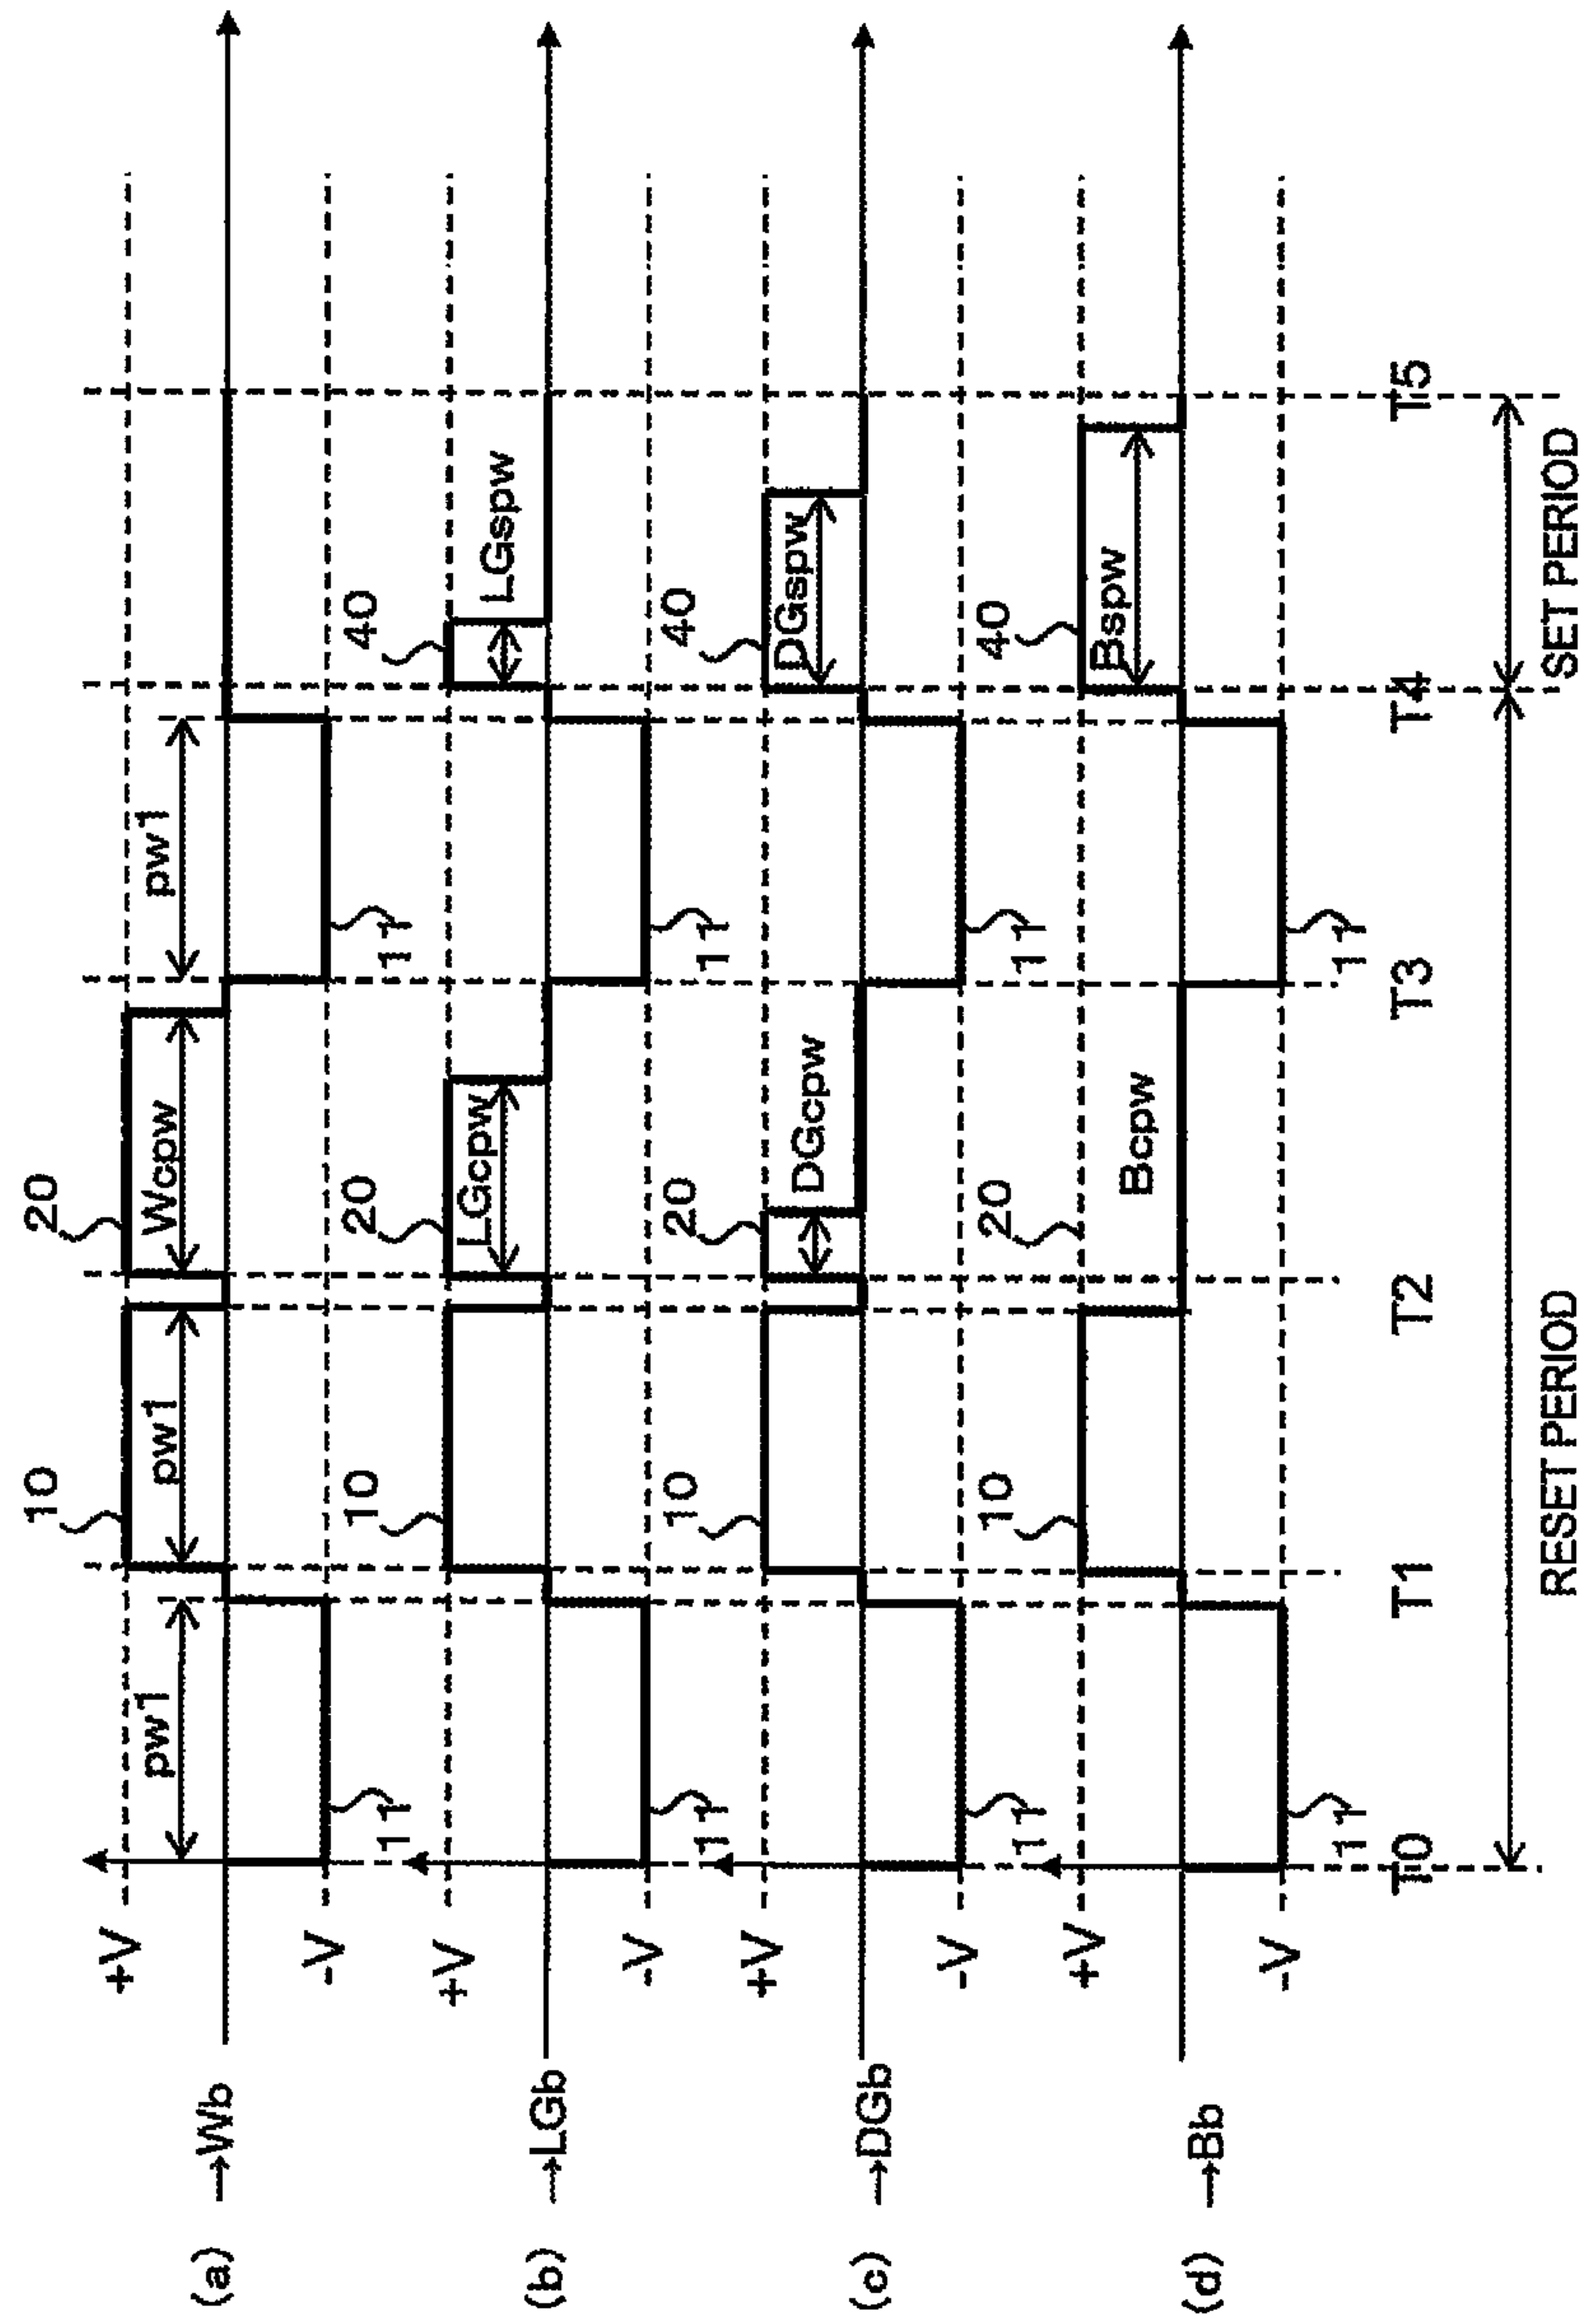 (a) →Wb
+V
-V
pw1
11
10
pw1
20
Wcpw
pw1
11
(b) →LGb
+V
-V
11
10
20
LGcpw
11
40
LGspw
(c) →DGb
+V
-V
11
10
20
DGcpw
11
40
DGspw
(d) →Bb
+V
-V
11
10
20
Bcpw
11
40
Bspw
T0 T1 T2 T3 T4 T5
RESET PERIOD SET PERIOD